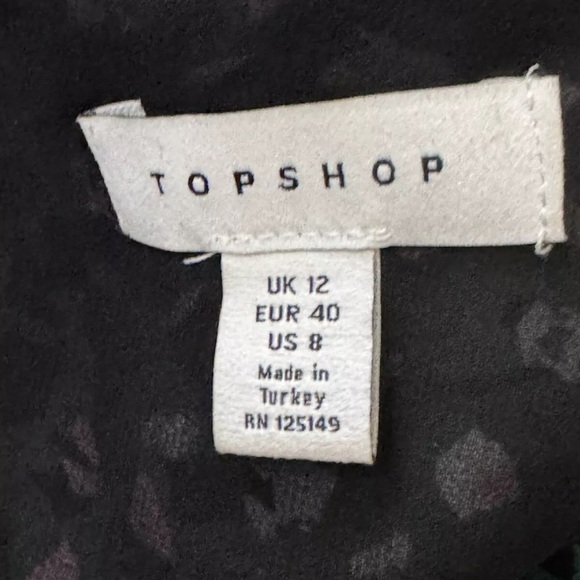 TOPSHOP
UK 12
EUR 40
US 8
Made in
Turkey
RN 125149